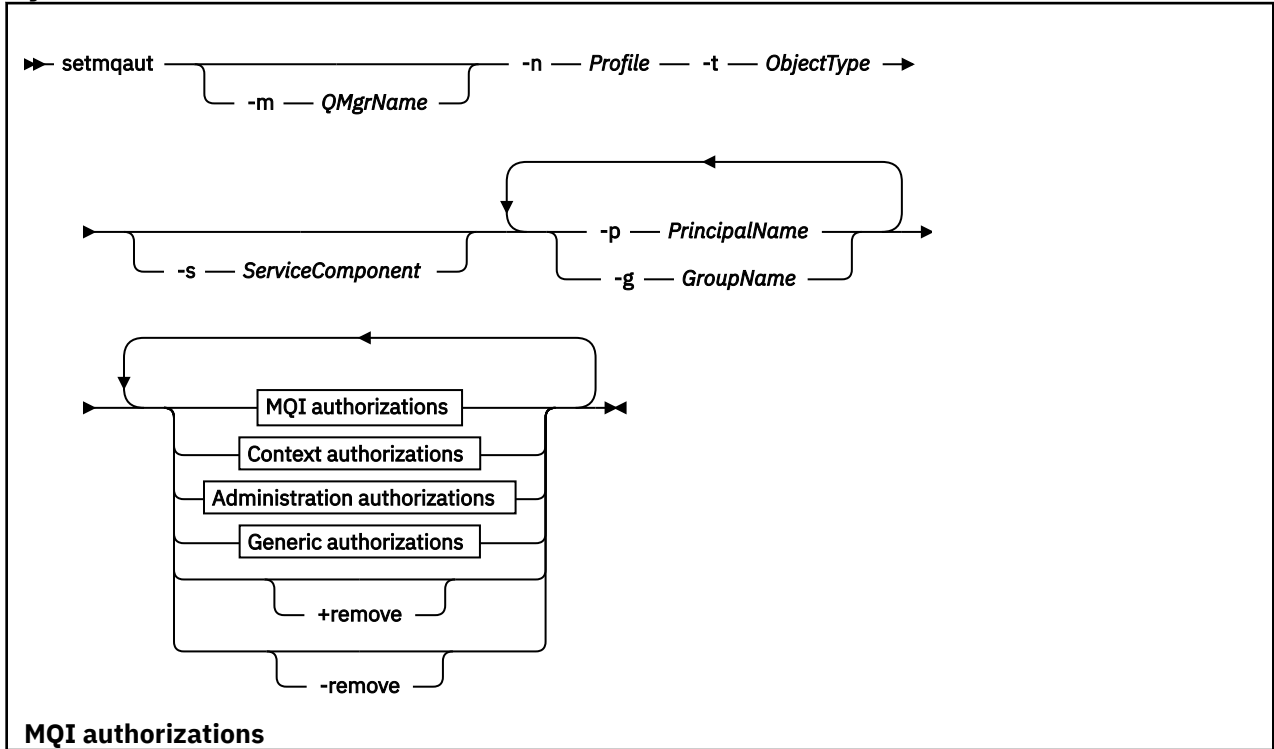 setmqaut -n Profile -t ObjectType
-m QMgrName
-p PrincipalName
-s ServiceComponent
-g GroupName
MQI authorizations
Context authorizations
Administration authorizations
Generic authorizations
+remove
-remove
MQI authorizations